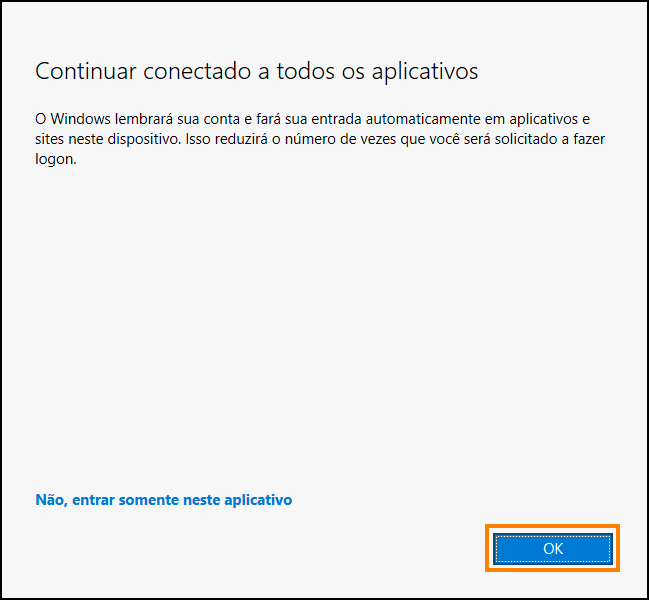 Continuar conectado a todos os aplicativos
O Windows lembrará sua conta e fará sua entrada automaticamente em aplicativos e
sites neste dispositivo. Isso reduzirá o número de vezes que você será solicitado a fazer
logon.
Não, entrar somente neste aplicativo
OK